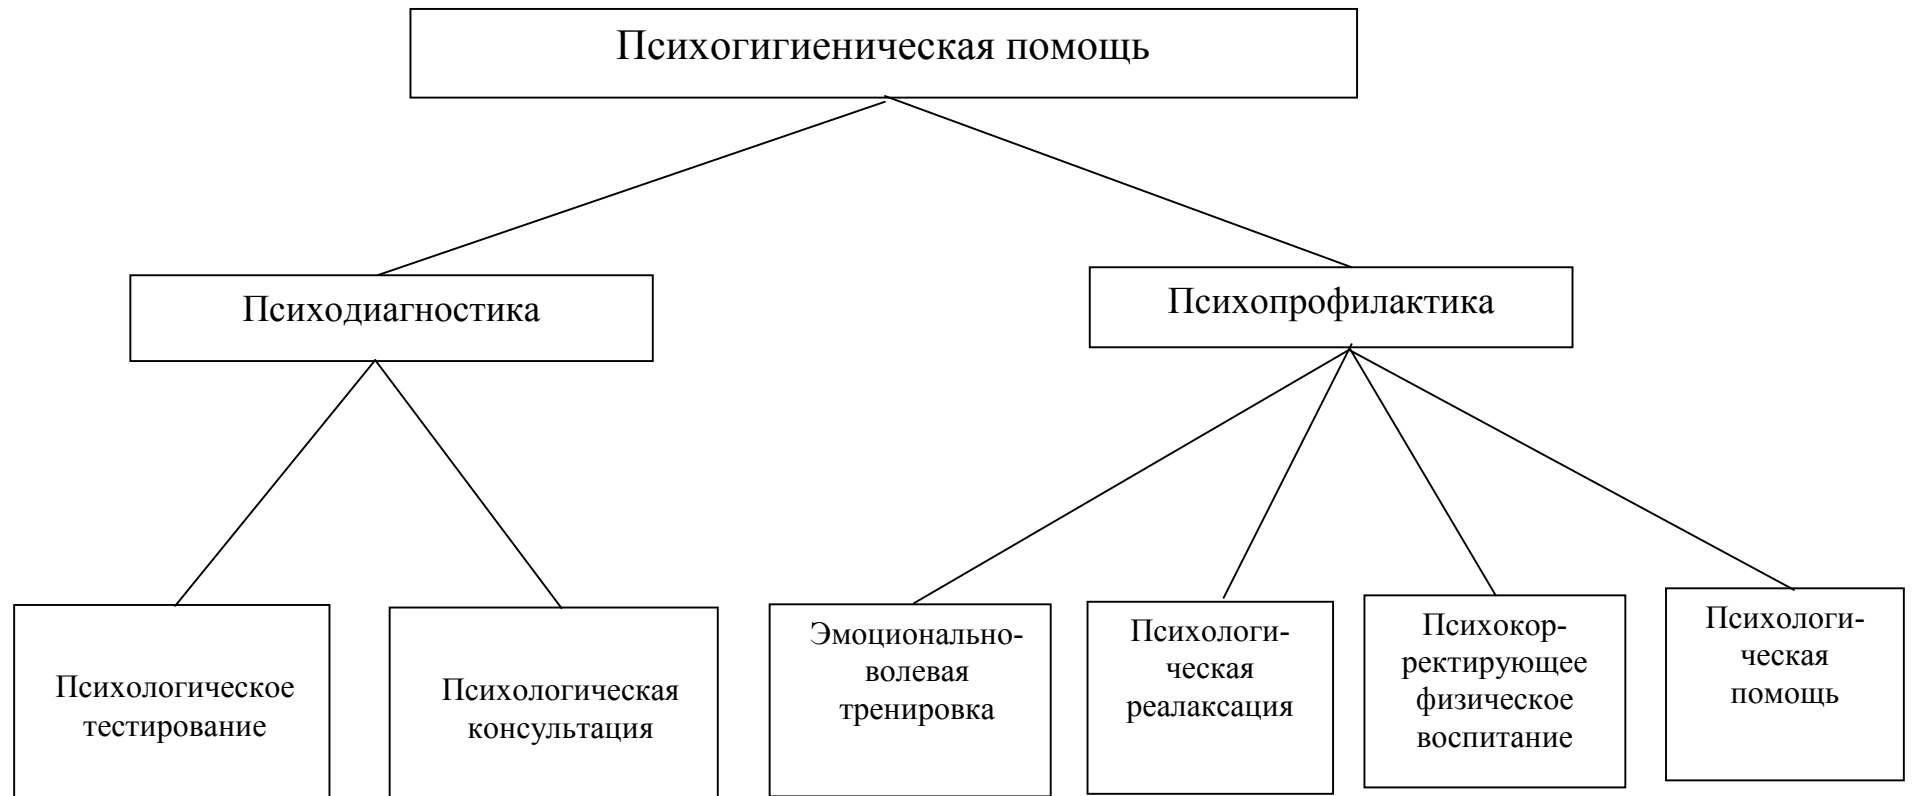 Психогигиеническая помощь
Психодиагностика
Психопрофилактика
Психологическое
тестирование
Психологическая
консультация
Эмоционально-
волевая
тренировка
Психологи-
ческая
реалаксация
Психокор-
ректирующее
физическое
воспитание
Психологи-
ческая
помощь